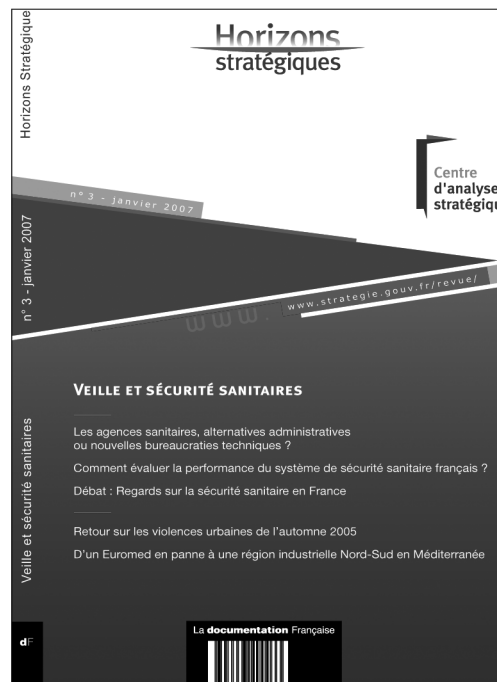 Horizons Stratégique
n° 3 - janvier 2007
Veille et sécurité sanitaires
dF
Horizons
stratégiques
Centre
d'analyse
stratégiqu
n° 3 - janvier 2007
www.
www.strategie.gouv.fr/revue/
VEILLE ET SÉCURITÉ SANITAIRES
Les agences sanitaires, alternatives administratives
ou nouvelles bureaucraties techniques ?
Comment évaluer la performance du système de sécurité sanitaire français ?
Débat : Regards sur la sécurité sanitaire en France
Retour sur les violences urbaines de l'automne 2005
D'un Euromed en panne à une région industrielle Nord-Sud en Méditerranée
La documentation Française